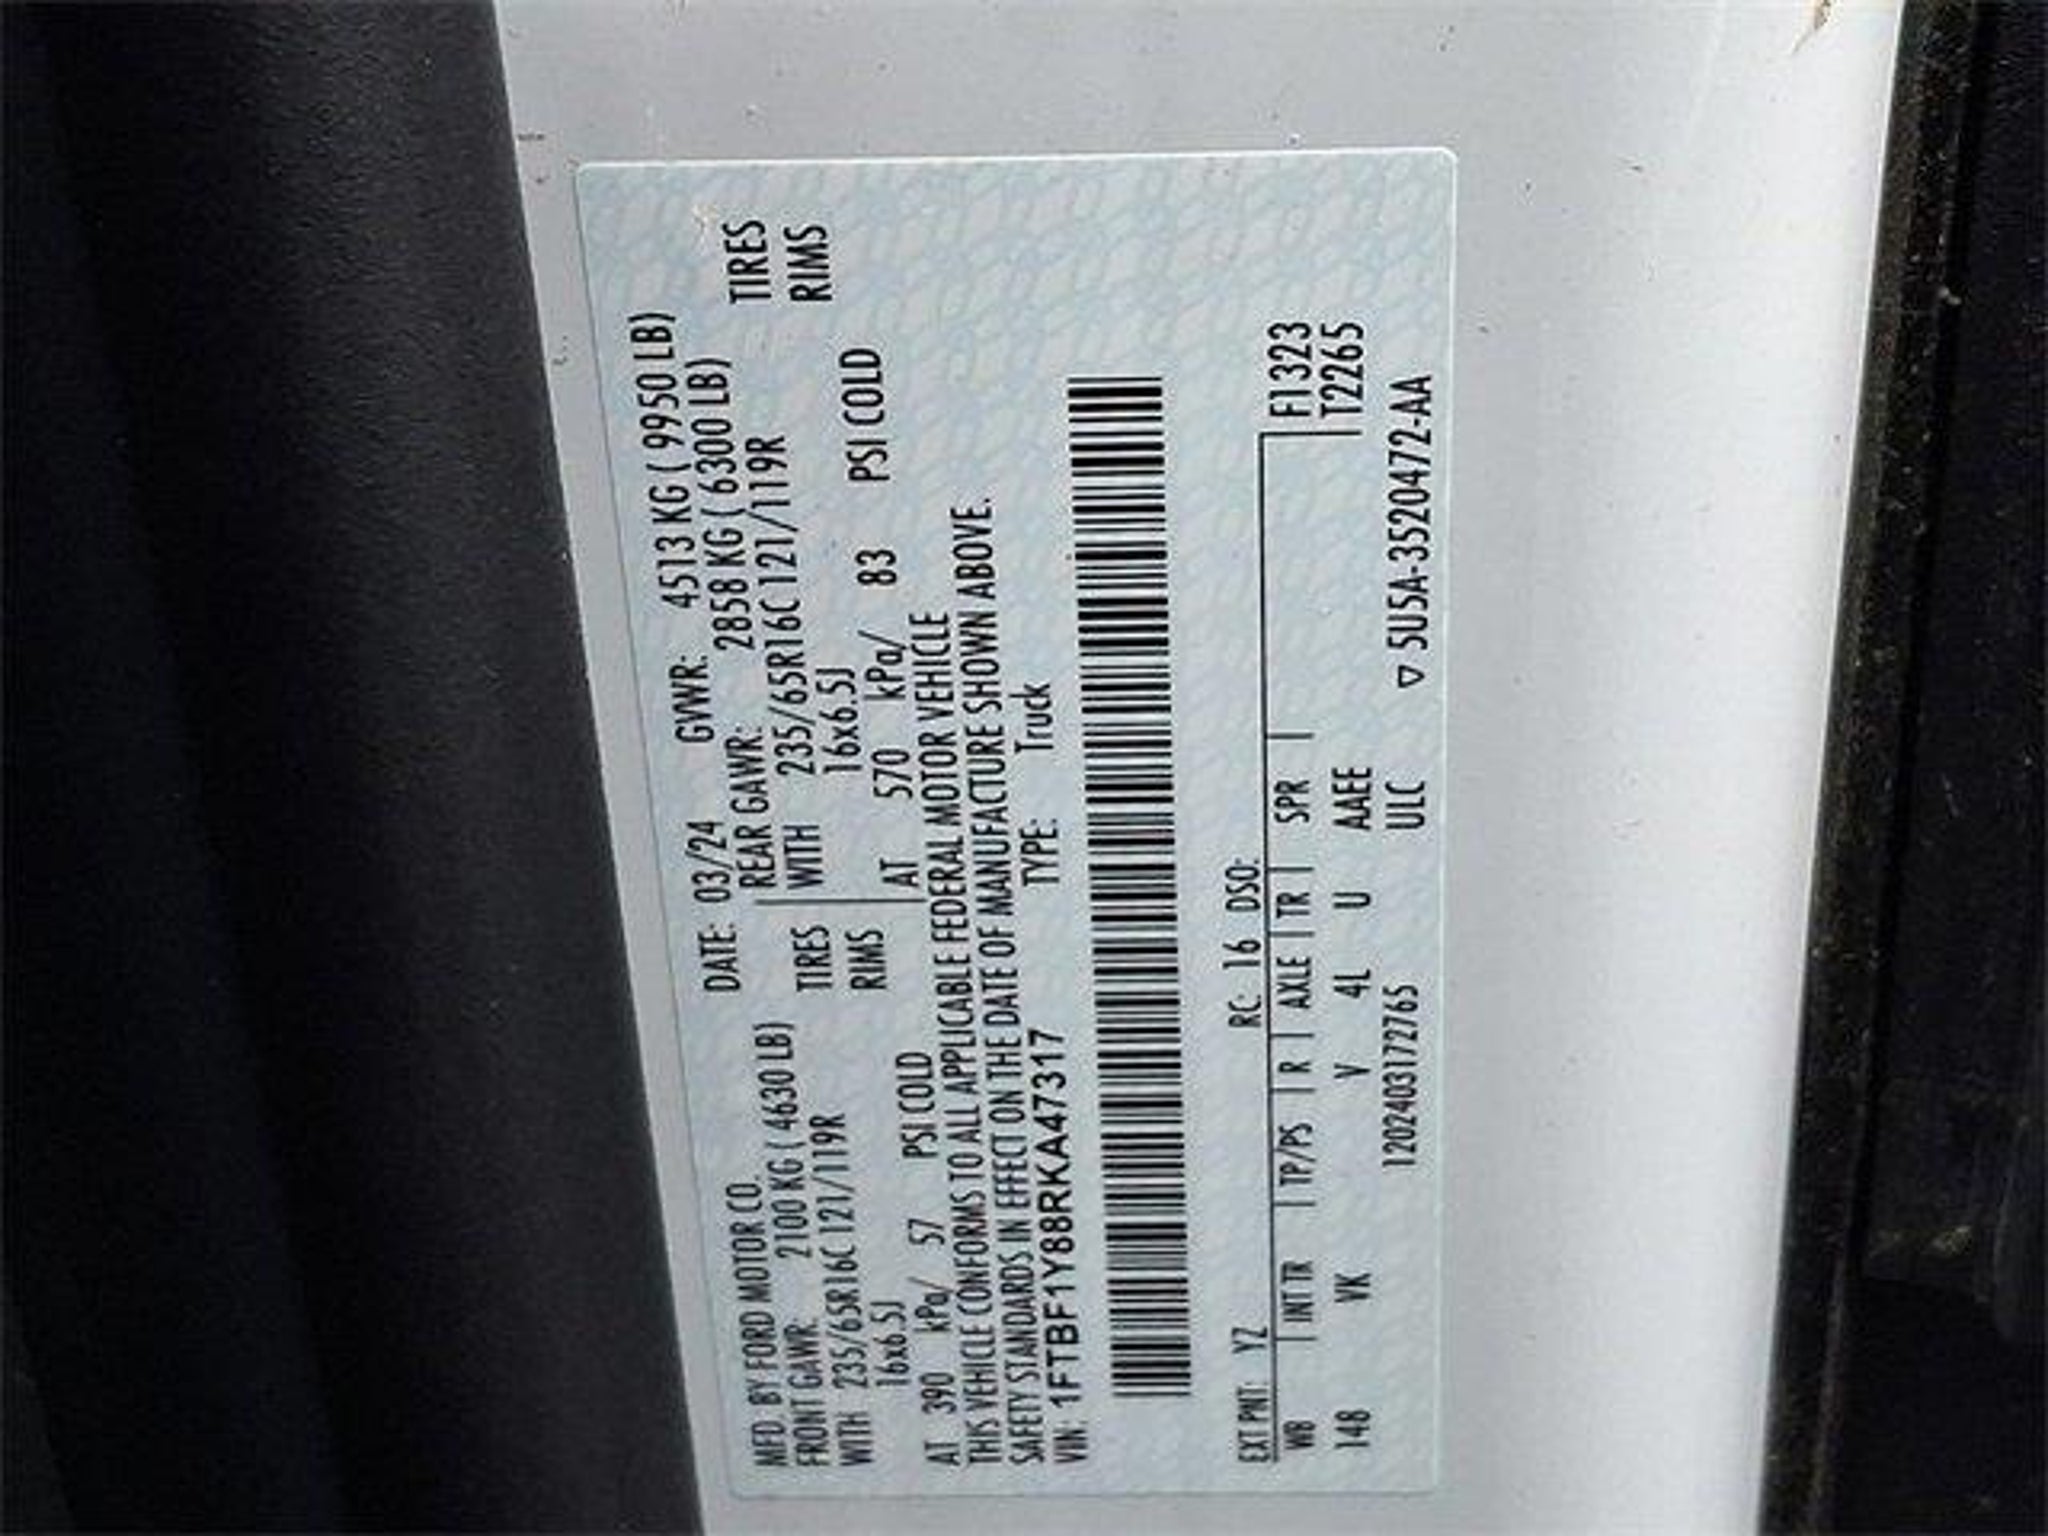 MFD BY FORD MOTOR CO. DATE: 03/24 GVWR: 4513 KG ( 9950 LB)
FRONT GAWR: 2100 KG ( 4630 LB) REAR GAWR: 2858 KG ( 6300 LB)
WITH 235/65R16C 121/119R TIRES WITH 235/65R16C 121/119R TIRES
16x6.5J RIMS 16x6.5J RIMS
AT 390 kPa/ 57 PSI COLD AT 570 kPa/ 83 PSI COLD
THIS VEHICLE CONFORMS TO ALL APPLICABLE FEDERAL MOTOR VEHICLE
SAFETY STANDARDS IN EFFECT ON THE DATE OF MANUFACTURE SHOWN ABOVE.
VIN: 1FTBF1Y88RKA47317 TYPE: Truck
EXT PNT: YZ RC: 16 DSO:
WB | INT TR | TP/PS | R | AXLE | TR | SPR | F1323
148 VK V 4L U AAEE T2265
1202403172765 ULC ▽ 5U5A-3520472-AA